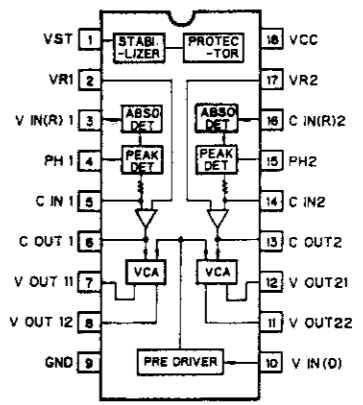 VST 1 STABI-LIZER PROTEC-TOR 18 VCC
VR1 2 17 VR2
V IN(R) 1 3 ABSO DET ABSO DET 16 C IN(R)2
PH 1 4 PEAK DET PEAK DET 15 PH2
C IN 1 5 14 C IN2
C OUT 1 6 13 C OUT2
V OUT 11 7 VCA VCA 12 V OUT21
V OUT 12 8 11 V OUT22
GND 9 PRE DRIVER 10 V IN(D)